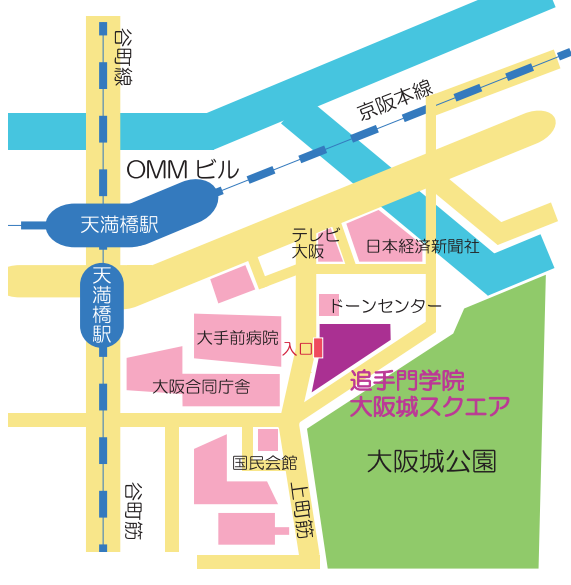 谷町線
京阪本線
OMM ビル
天満橋駅
テレビ
大阪
日本経済新聞社
天満橋駅
ドーンセンター
大手前病院
入口
追手門学院
大阪城スクエア
大阪合同庁舎
大阪城公園
国民会館
上町筋
谷町筋